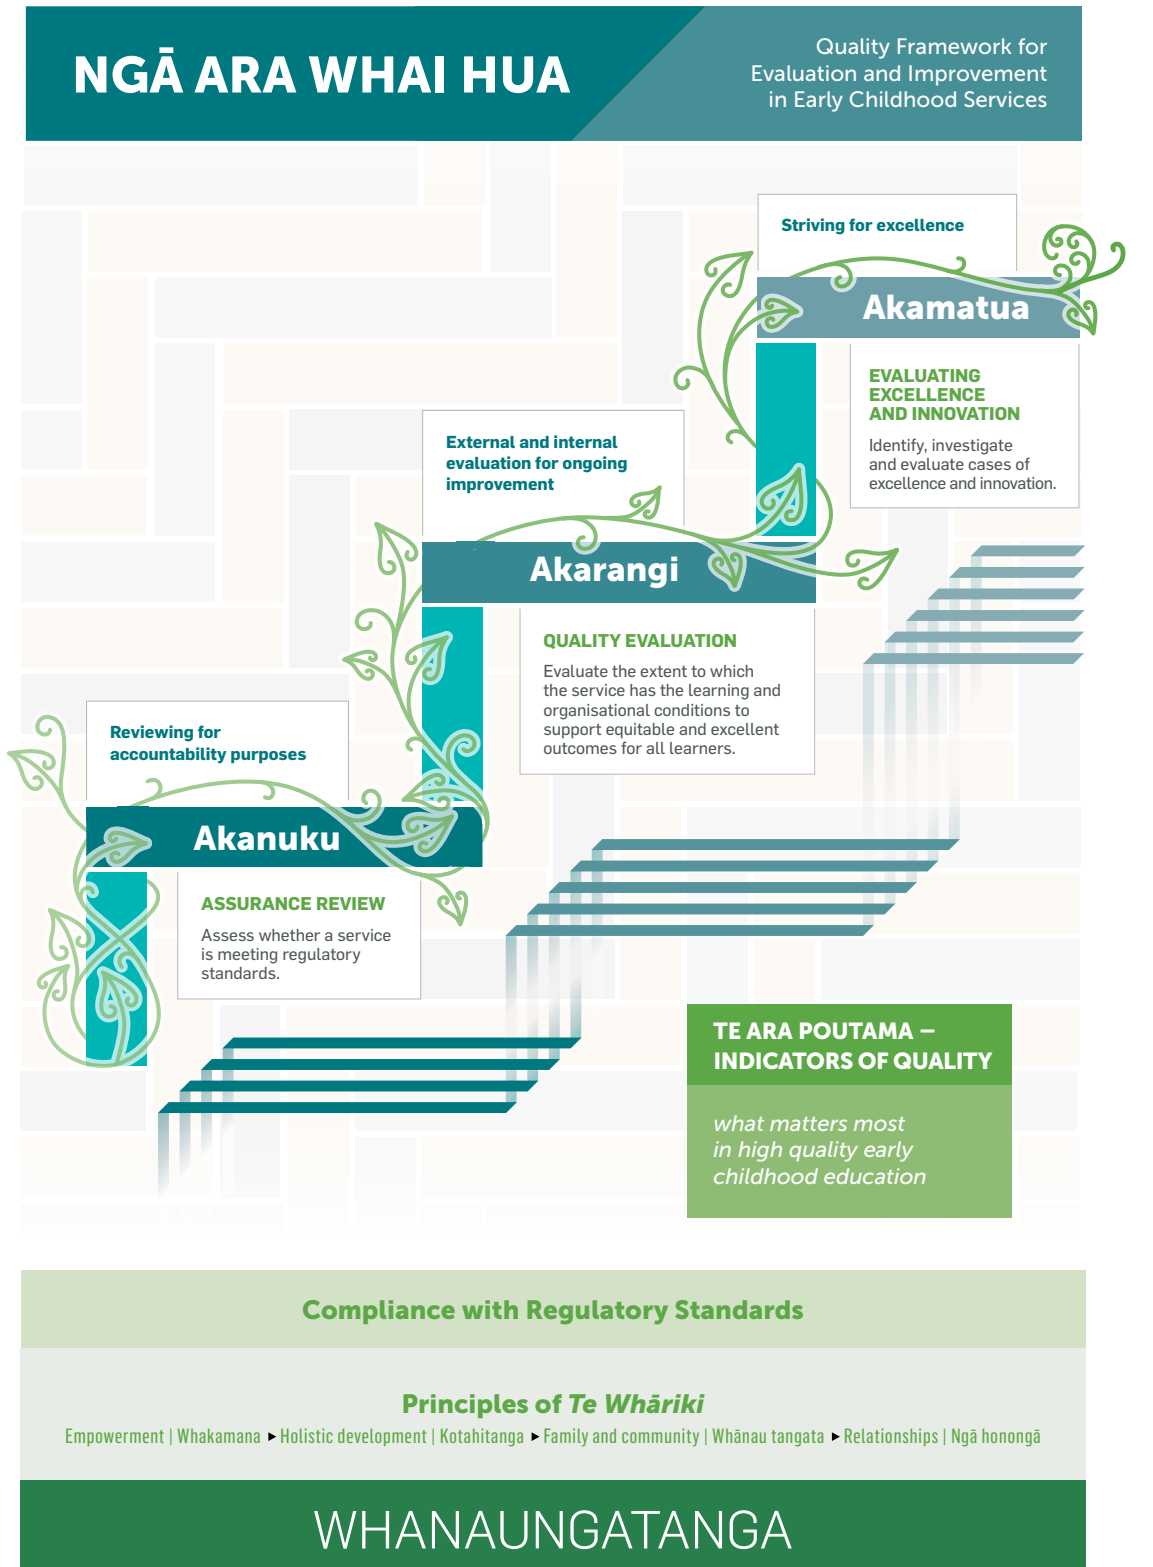 NGĀ ARA WHAI HUA
Quality Framework for
Evaluation and Improvement
in Early Childhood Services
Striving for excellence
Akamatua
EVALUATING
EXCELLENCE
AND INNOVATION
Identify, investigate
and evaluate cases of
excellence and innovation.
External and internal
evaluation for ongoing
improvement
Akarangi
QUALITY EVALUATION
Evaluate the extent to which
the service has the learning and
organisational conditions to
support equitable and excellent
outcomes for all learners.
Reviewing for
accountability purposes
Akanuku
ASSURANCE REVIEW
Assess whether a service
is meeting regulatory
standards.
TE ARA POUTAMA –
INDICATORS OF QUALITY
what matters most
in high quality early
childhood education
Compliance with Regulatory Standards
Principles of Te Whāriki
Empowerment | Whakamana ▶ Holistic development | Kotahitanga ▶ Family and community | Whānau tangata ▶ Relationships | Ngā honongā
WHANAUNGATANGA